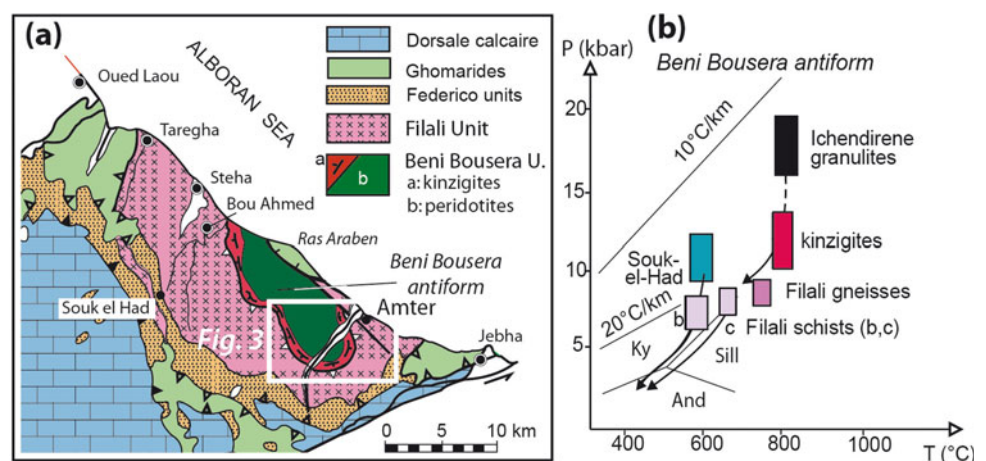 (a)
Oued Laou
ALBORAN SEA
Taregha
Steha
Bou Ahmed
Ras Araben
Beni Bousera
antiform
Souk el Had
Amter
Fig. 3
Jebha
0
10 km
Dorsale calcaire
Ghomarides
Federico units
Filali Unit
a
b
Beni Bousera U.
a: kinzigites
b: peridotites
(b)
P (kbar)
Beni Bousera antiform
20
15
10
5
10°C/km
20°C/km
Ichendirene
granulites
kinzigites
Souk-
el-Had
Filali gneisses
b
c
Filali schists (b,c)
Ky
Sill
And
400
600
800
1000
T (°C)